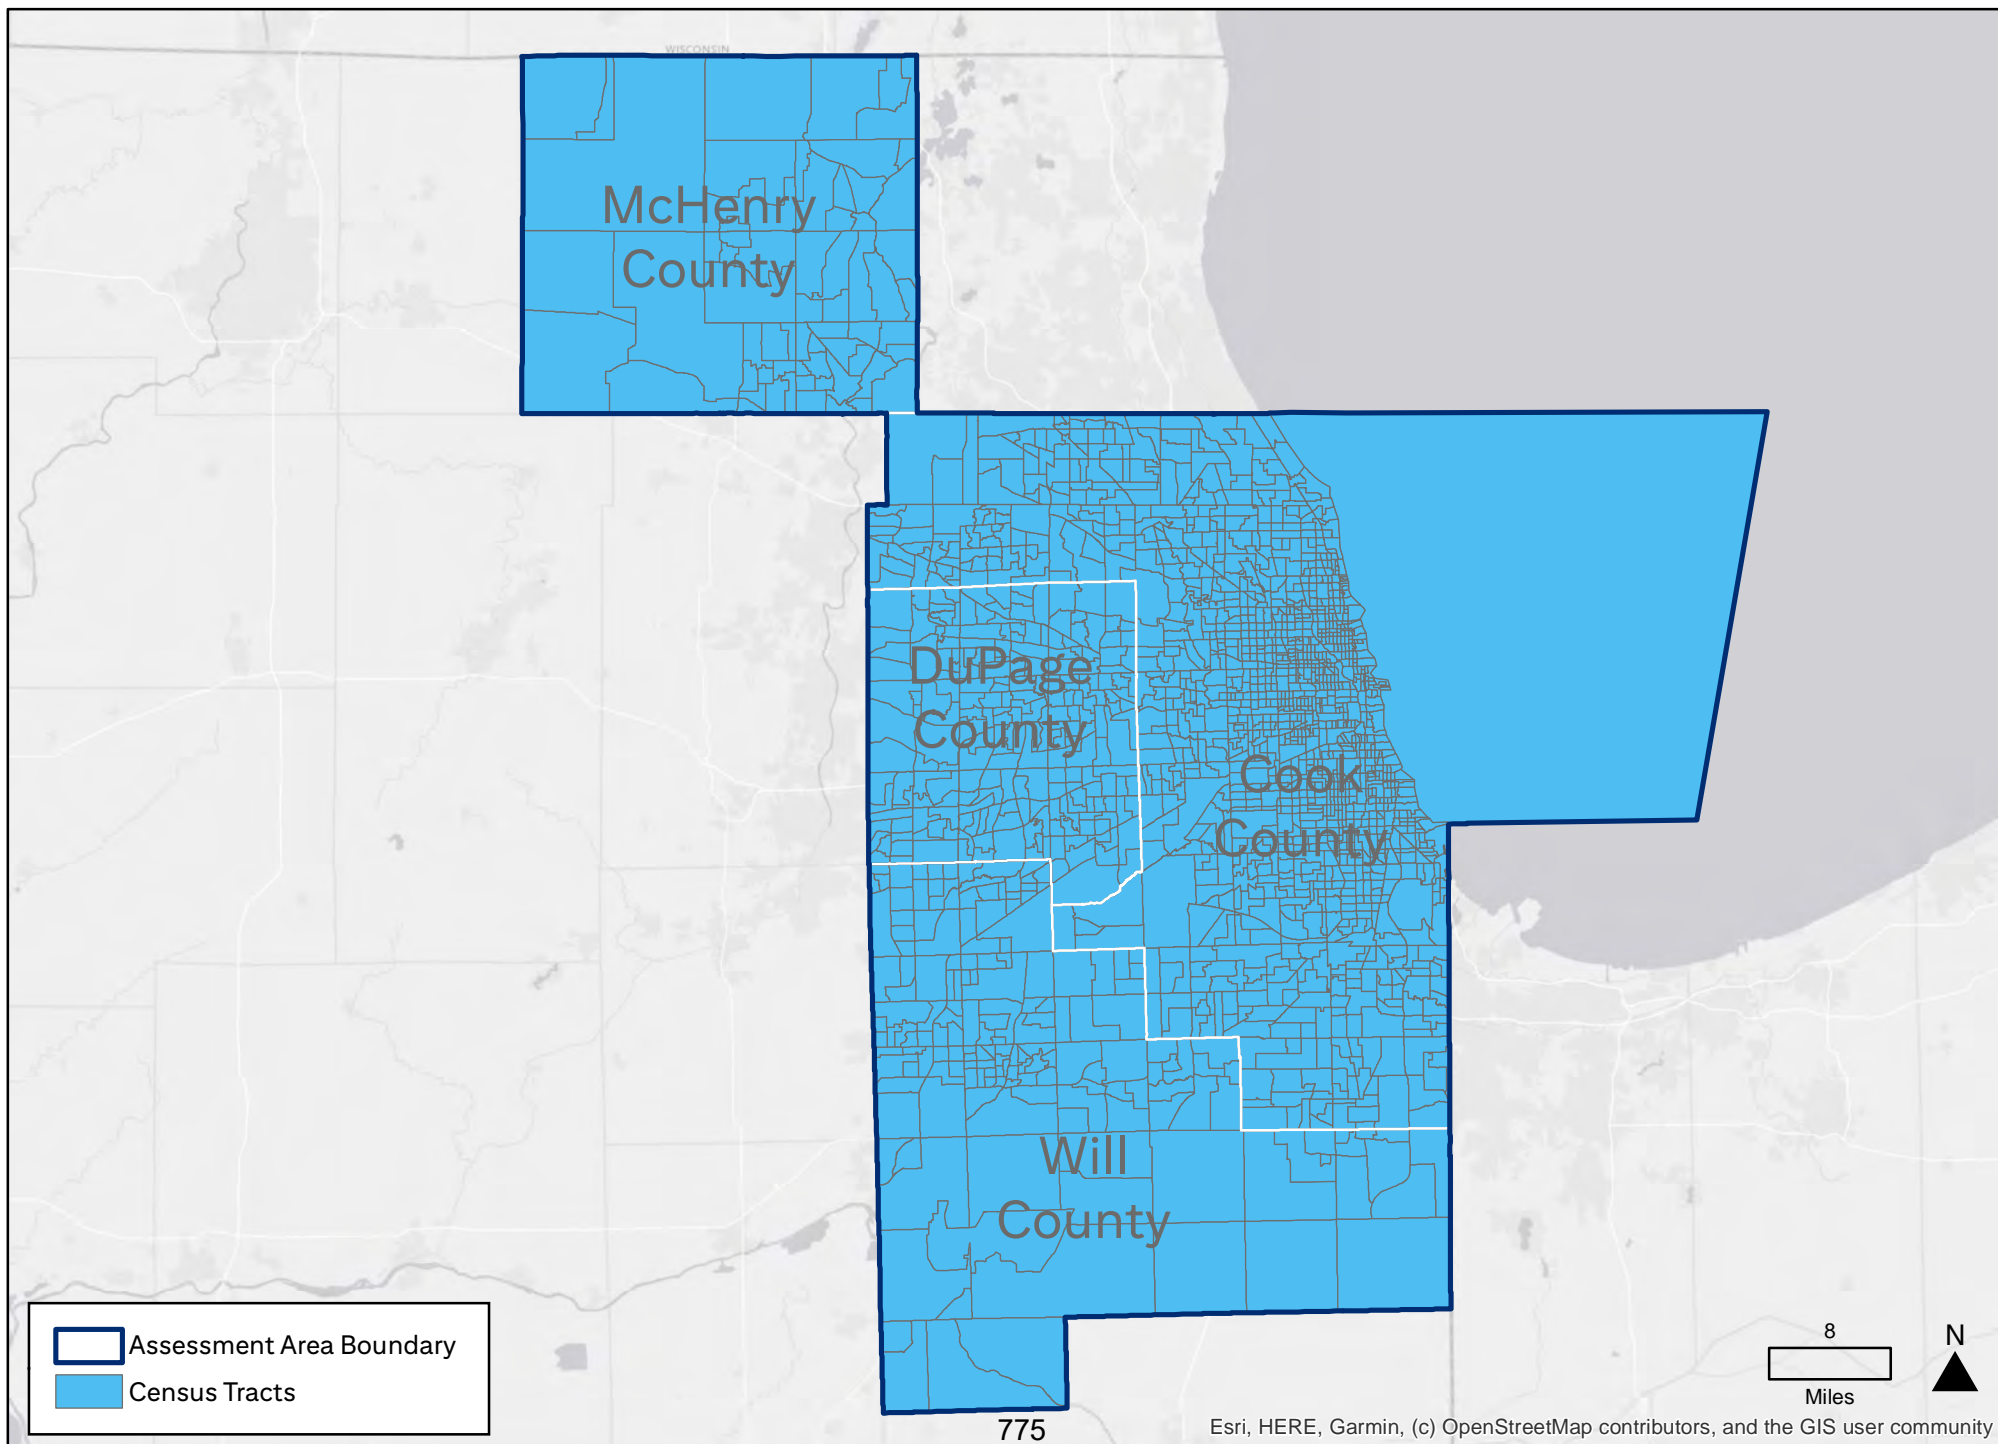 WISCONSIN
McHenry
County
DuPage
County
Cook
County
Will
County
Assessment Area Boundary
Census Tracts
8
Miles
N
775
Esri, HERE, Garmin, (c) OpenStreetMap contributors, and the GIS user community